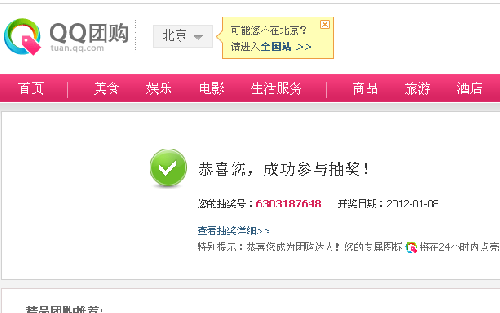 QQ团购
tuan.qq.com
北京
可能您不在北京？
请进入全国站 >>
首页 美食 娱乐 电影 生活服务 商品 旅游 酒店
恭喜您，成功参与抽奖！
您的抽奖号：6303187648 开奖日期：2012-01-06
查看抽奖详细>>
特别提示：恭喜您成为团购达人！您的专属图标 将在24小时内点亮
精品团购推荐：